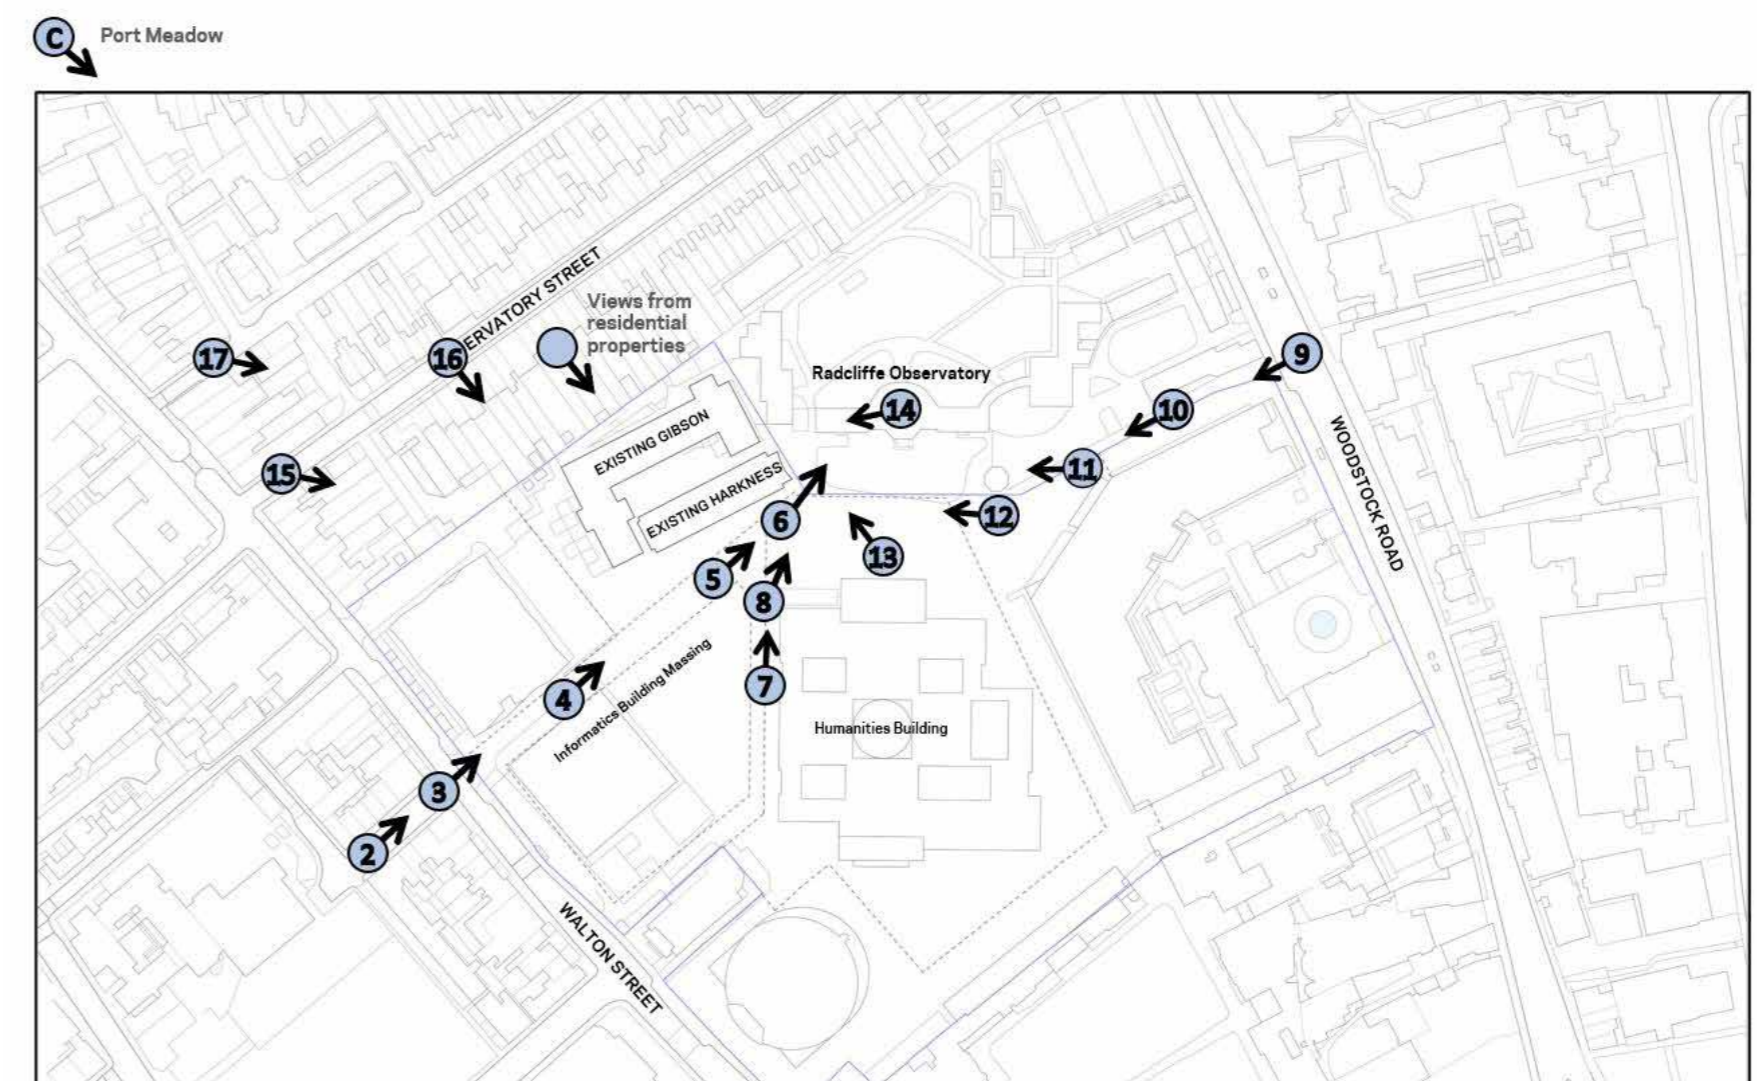 C
Port Meadow
ERVATORY STREET
Views from
residential
properties
17
16
9
Radcliffe Observatory
14
10
EXISTING GIBSON
15
11
EXISTING HARKNESS
WOODSTOCK ROAD
6
12
13
5
8
4
Informatics Building Massing
7
Humanities Building
3
2
WALTON STREET